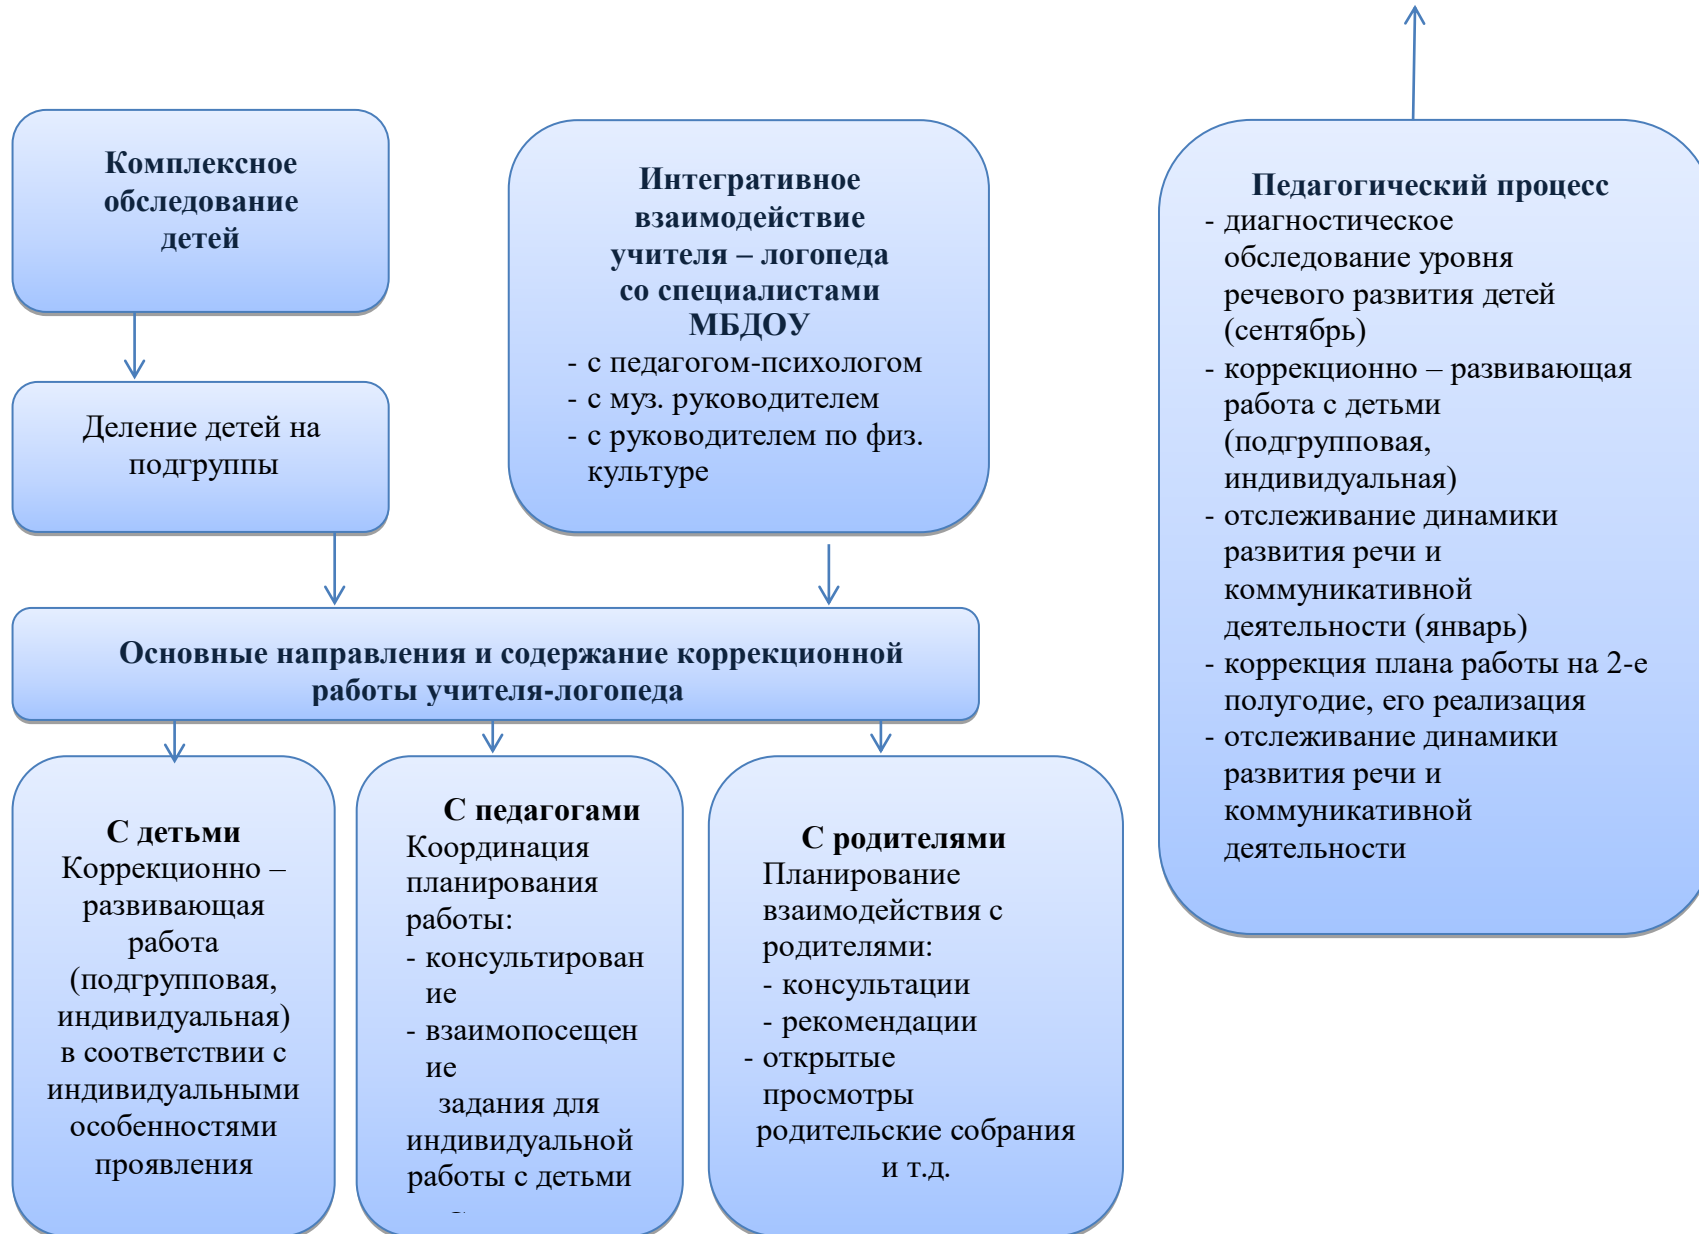 Комплексное
обследование
детей
Деление детей на
подгруппы
Интегративное
взаимодействие
учителя – логопеда
со специалистами
МБДОУ
- с педагогом-психологом
- с муз. руководителем
- с руководителем по физ.
культуре
Основные направления и содержание коррекционной
работы учителя-логопеда
С детьми
Коррекционно –
развивающая
работа
(подгрупповая,
индивидуальная)
в соответствии с
индивидуальными
особенностями
проявления
С педагогами
Координация
планирования
работы:
- консультирован
ие
- взаимопосещен
ие
задания для
индивидуальной
работы с детьми
С родителями
Планирование
взаимодействия с
родителями:
- консультации
- рекомендации
- открытые
просмотры
родительские собрания
и т.д.
Педагогический процесс
- диагностическое
обследование уровня
речевого развития детей
(сентябрь)
- коррекционно – развивающая
работа с детьми
(подгрупповая,
индивидуальная)
- отслеживание динамики
развития речи и
коммуникативной
деятельности (январь)
- коррекция плана работы на 2-е
полугодие, его реализация
- отслеживание динамики
развития речи и
коммуникативной
деятельности